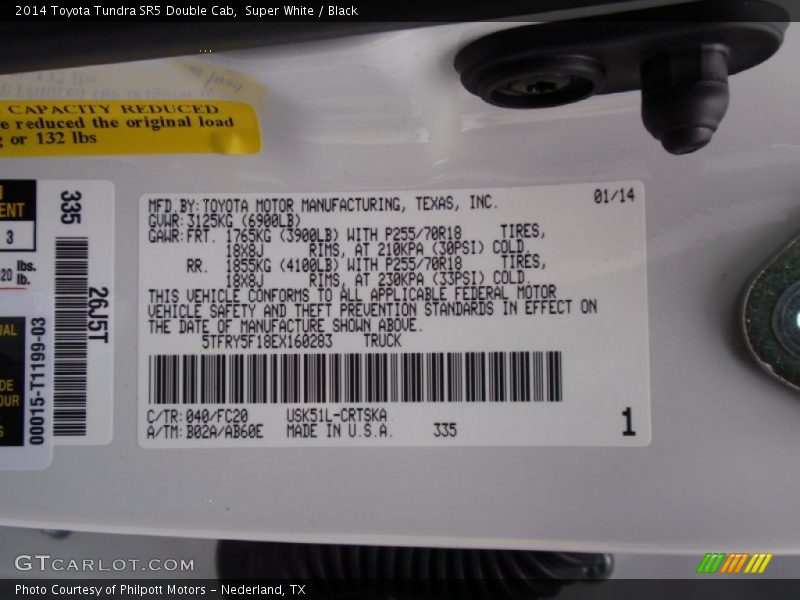 2014 Toyota Tundra SR5 Double Cab, Super White / Black
CAPACITY REDUCED
reduced the original load
or 132 lbs
335
26J5T
3
20 lbs.
lb.
00015-T1199-03
MFD BY: TOYOTA MOTOR MANUFACTURING, TEXAS, INC. 01/14
GVWR: 3125KG (6900LB)
GAWR: FRT. 1765KG (3900LB) WITH P255/70R18 TIRES,
18X8J RIMS, AT 210KPA (30PSI) COLD.
RR. 1855KG (4100LB) WITH P255/70R18 TIRES,
18X8J RIMS, AT 230KPA (33PSI) COLD.
THIS VEHICLE CONFORMS TO ALL APPLICABLE FEDERAL MOTOR
VEHICLE SAFETY AND THEFT PREVENTION STANDARDS IN EFFECT ON
THE DATE OF MANUFACTURE SHOWN ABOVE.
5TFRY5F18EX160283 TRUCK
C/TR: 040/FC20 USK51L-CRTSKA
A/TM: B02A/AB60E MADE IN U.S.A. 335
1
GTCARLOT.COM
Photo Courtesy of Philpott Motors – Nederland, TX